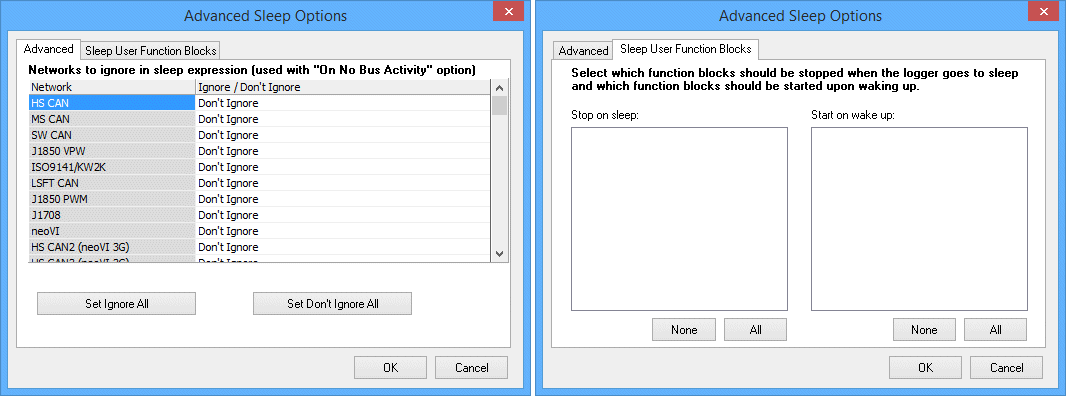 Advanced Sleep Options
Advanced Sleep User Function Blocks
Networks to ignore in sleep expression (used with "On No Bus Activity" option)
Network Ignore / Don't Ignore
HS CAN Don't Ignore
MS CAN Don't Ignore
SW CAN Don't Ignore
J1850 VPW Don't Ignore
ISO9141/KW2K Don't Ignore
LSFT CAN Don't Ignore
J1850 PWM Don't Ignore
J1708 Don't Ignore
neoVI Don't Ignore
HS CAN2 (neoVI 3G) Don't Ignore
Don't Ignore
Set Ignore All Set Don't Ignore All
OK Cancel
Advanced Sleep Options
Advanced Sleep User Function Blocks
Select which function blocks should be stopped when the logger goes to sleep
and which function blocks should be started upon waking up.
Stop on sleep: Start on wake up:
None All None All
OK Cancel